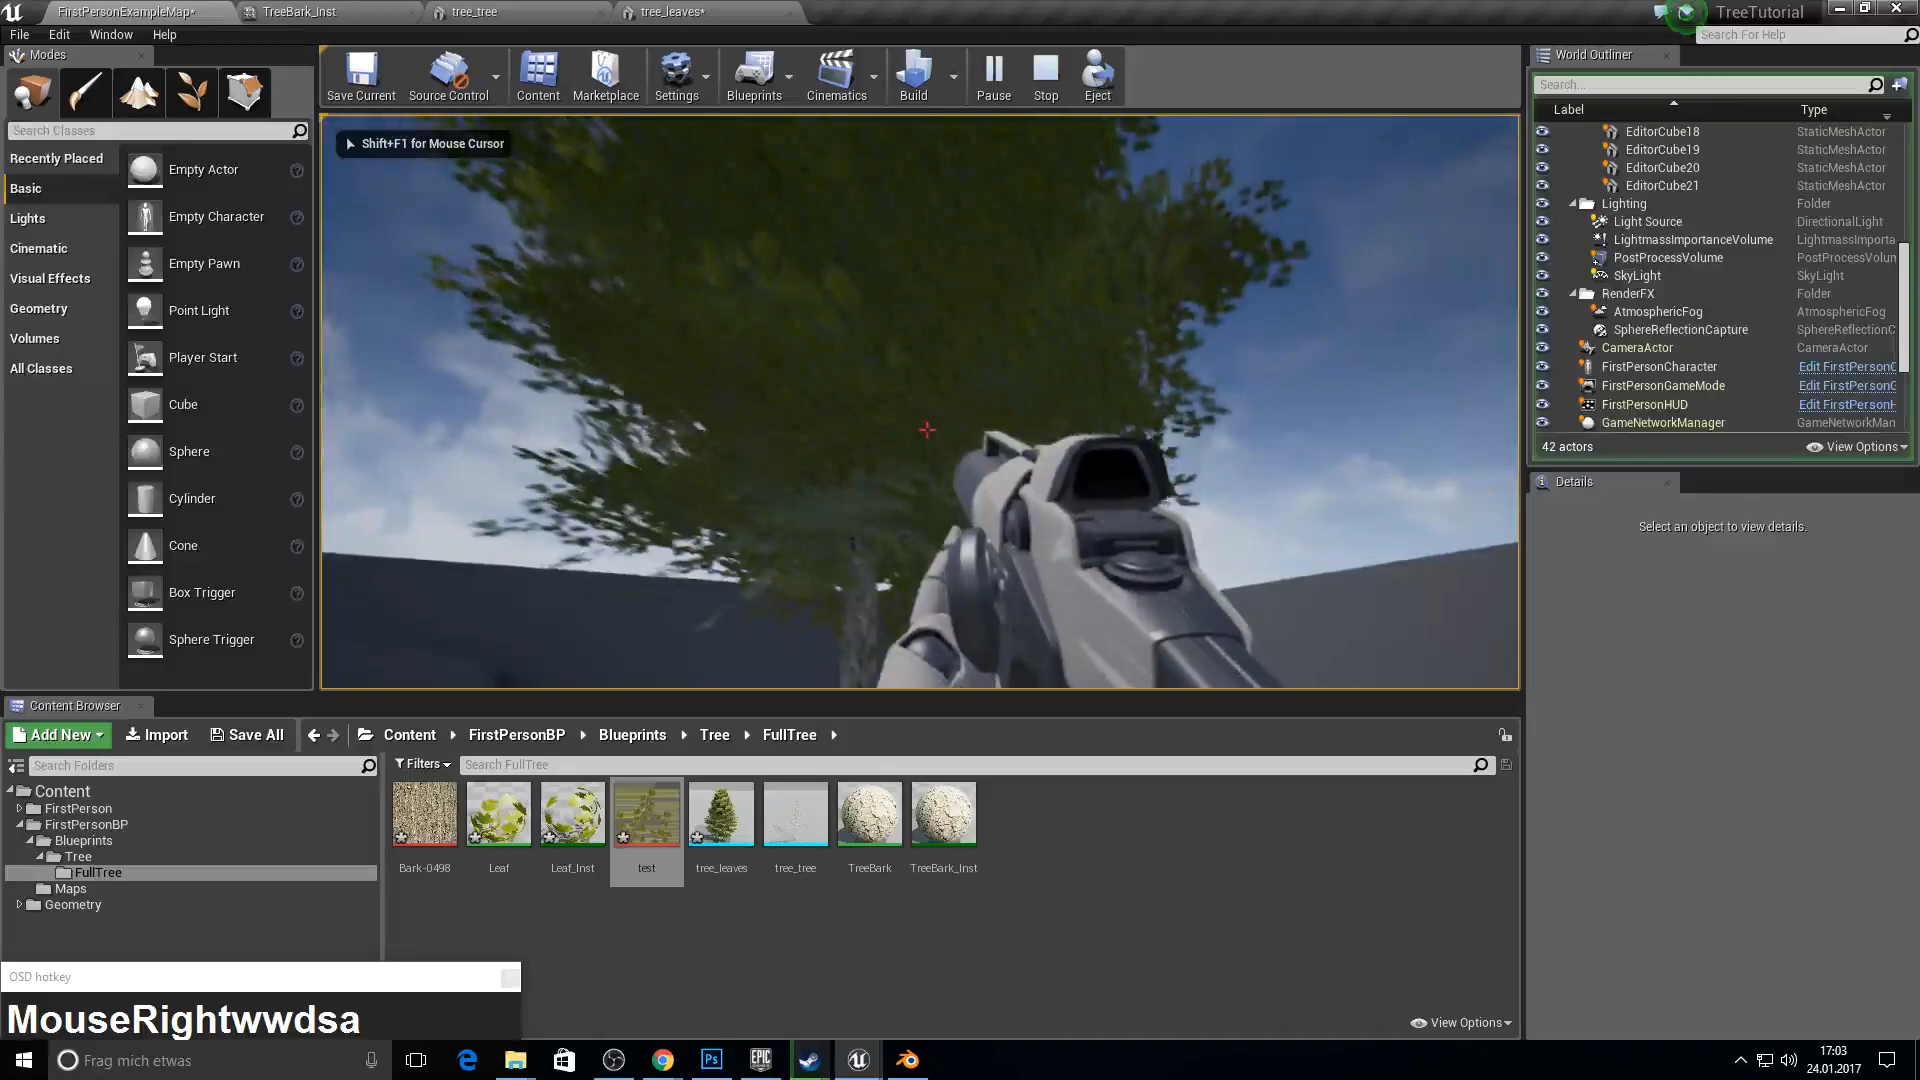 FirstPersonExampleMap*
TreeBark_Inst
tree_tree
tree_leaves*
TreeTutorial
File Edit Window Help
Search For Help
Modes
Save Current
Source Control
Content
Marketplace
Settings
Blueprints
Cinematics
Build
Pause
Stop
Eject
Search Classes
Recently Placed
Basic
Lights
Cinematic
Visual Effects
Geometry
Volumes
All Classes
Empty Actor
Empty Character
Empty Pawn
Point Light
Player Start
Cube
Sphere
Cylinder
Cone
Box Trigger
Sphere Trigger
Shift+F1 for Mouse Cursor
World Outliner
Search...
Label Type
EditorCube18 StaticMeshActor
EditorCube19 StaticMeshActor
EditorCube20 StaticMeshActor
EditorCube21 StaticMeshActor
Lighting Folder
Light Source DirectionalLight
LightmassImportanceVolume LightmassImporta
PostProcessVolume PostProcessVolun
SkyLight SkyLight
RenderFX Folder
AtmosphericFog AtmosphericFog
SphereReflectionCapture SphereReflectionC
CameraActor CameraActor
FirstPersonCharacter Edit FirstPersonC
FirstPersonGameMode Edit FirstPersonG
FirstPersonHUD Edit FirstPersonH
GameNetworkManager GameNetworkMan
42 actors
View Options
Details
Select an object to view details.
Content Browser
Add New
Import
Save All
Content FirstPersonBP Blueprints Tree FullTree
Search Folders
Filters
Search FullTree
Content
FirstPerson
FirstPersonBP
Blueprints
Tree
FullTree
Maps
Geometry
Bark-0498
Leaf
Leaf_Inst
test
tree_leaves
tree_tree
TreeBark
TreeBark_Inst
View Options
OSD hotkey
MouseRightwwdsa
Frag mich etwas
Ps
EPIC
17:03
24.01.2017